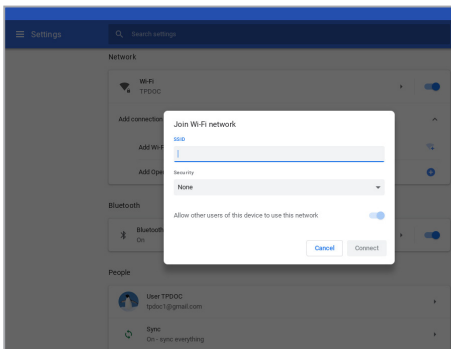 Settings
Search settings
Network
Wi-Fi
TPDOC
Add connection
Add Wi-F
Add Ope
Join Wi-Fi network
SSID
Security
None
Allow other users of this device to use this network
Cancel
Connect
Bluetooth
Bluetooth
On
People
User TPDOC
tpdoc1@gmail.com
Sync
On - sync everything